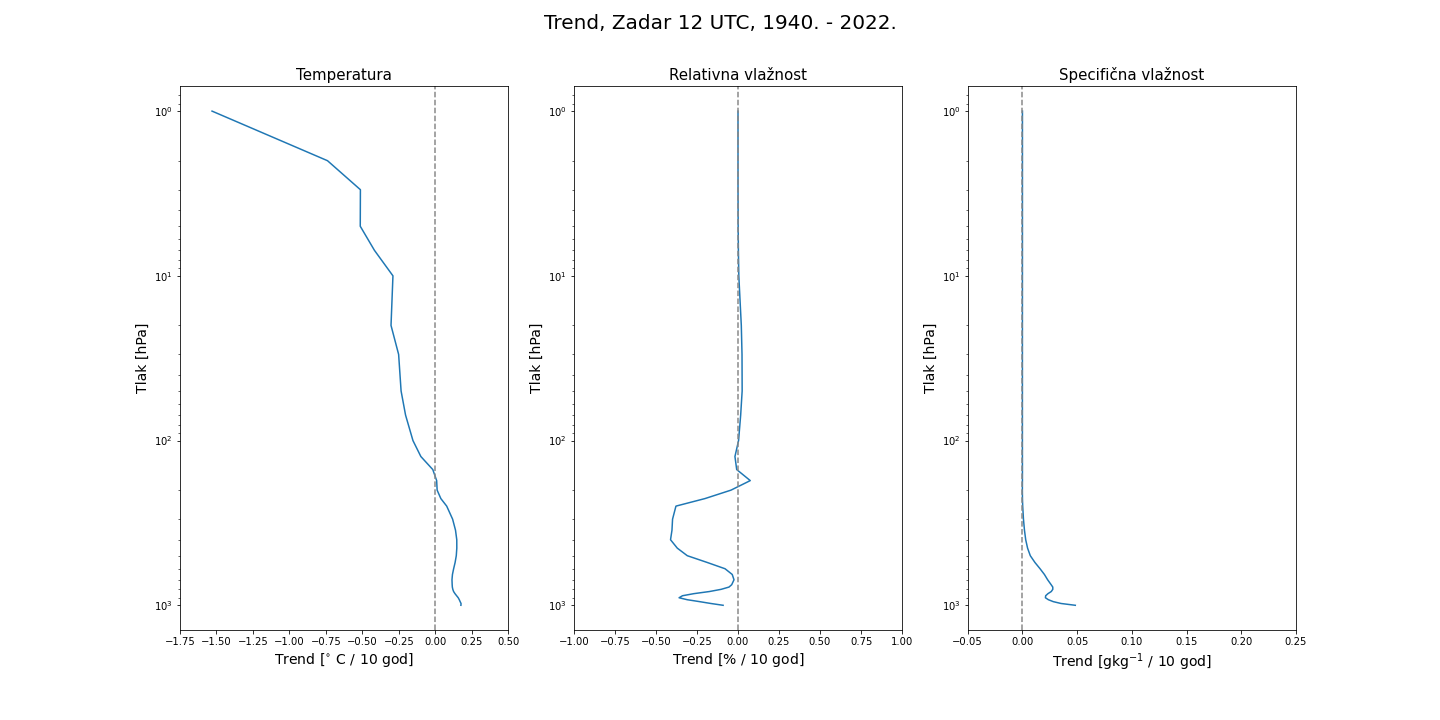 Trend, Zadar 12 UTC, 1940. - 2022.
Temperatura
Tlak [hPa]
10⁰
10¹
10²
10³
−1.75 −1.50 −1.25 −1.00 −0.75 −0.50 −0.25 0.00 0.25 0.50
Trend [° C / 10 god]
Relativna vlažnost
Tlak [hPa]
10⁰
10¹
10²
10³
−1.00 −0.75 −0.50 −0.25 0.00 0.25 0.50 0.75 1.00
Trend [% / 10 god]
Specifična vlažnost
Tlak [hPa]
10⁰
10¹
10²
10³
−0.05 0.00 0.05 0.10 0.15 0.20 0.25
Trend [gkg⁻¹ / 10 god]